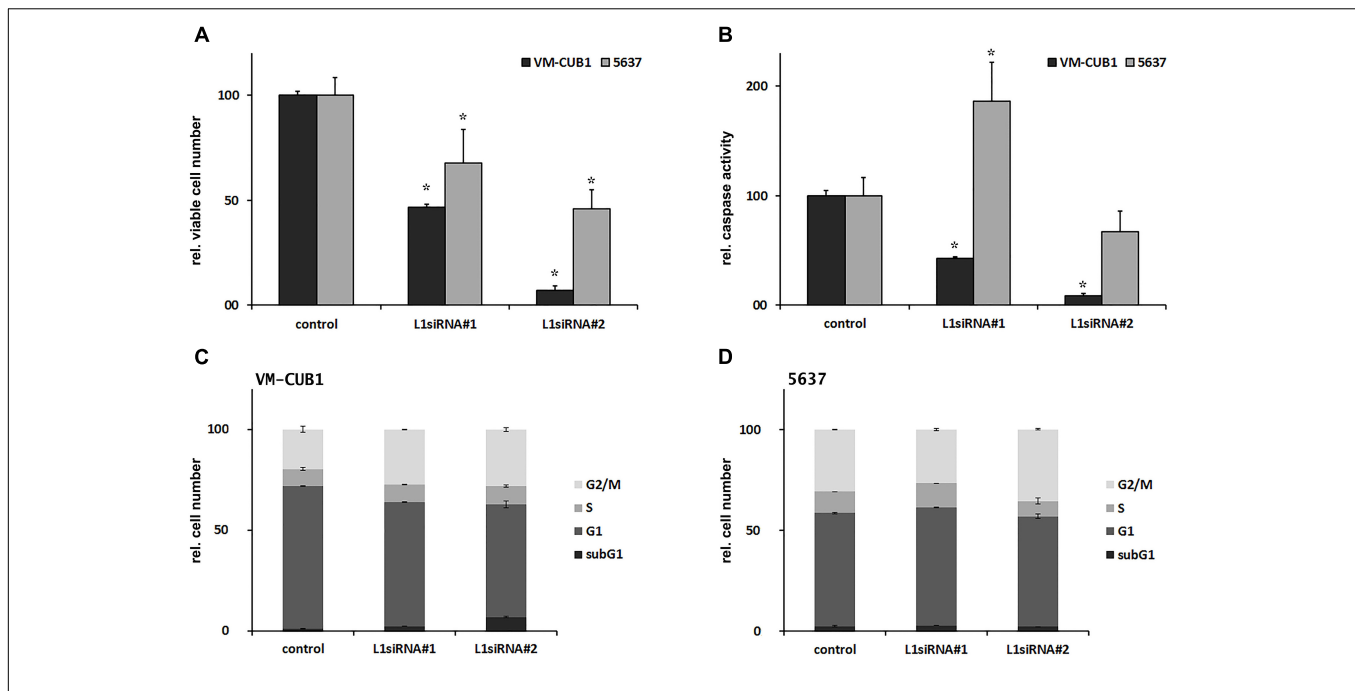 A
VM-CUB1 5637
rel. viable cell number
100
50
00
control L1siRNA#1 L1siRNA#2
B
VM-CUB1 5637
rel. caspase activity
200
100
00
control L1siRNA#1 L1siRNA#2
* * * *
* * *
C
VM-CUB1
rel. cell number
100
50
0
G2/M
S
G1
subG1
control L1siRNA#1 L1siRNA#2
D
5637
rel. cell number
100
50
0
G2/M
S
G1
subG1
control L1siRNA#1 L1siRNA#2